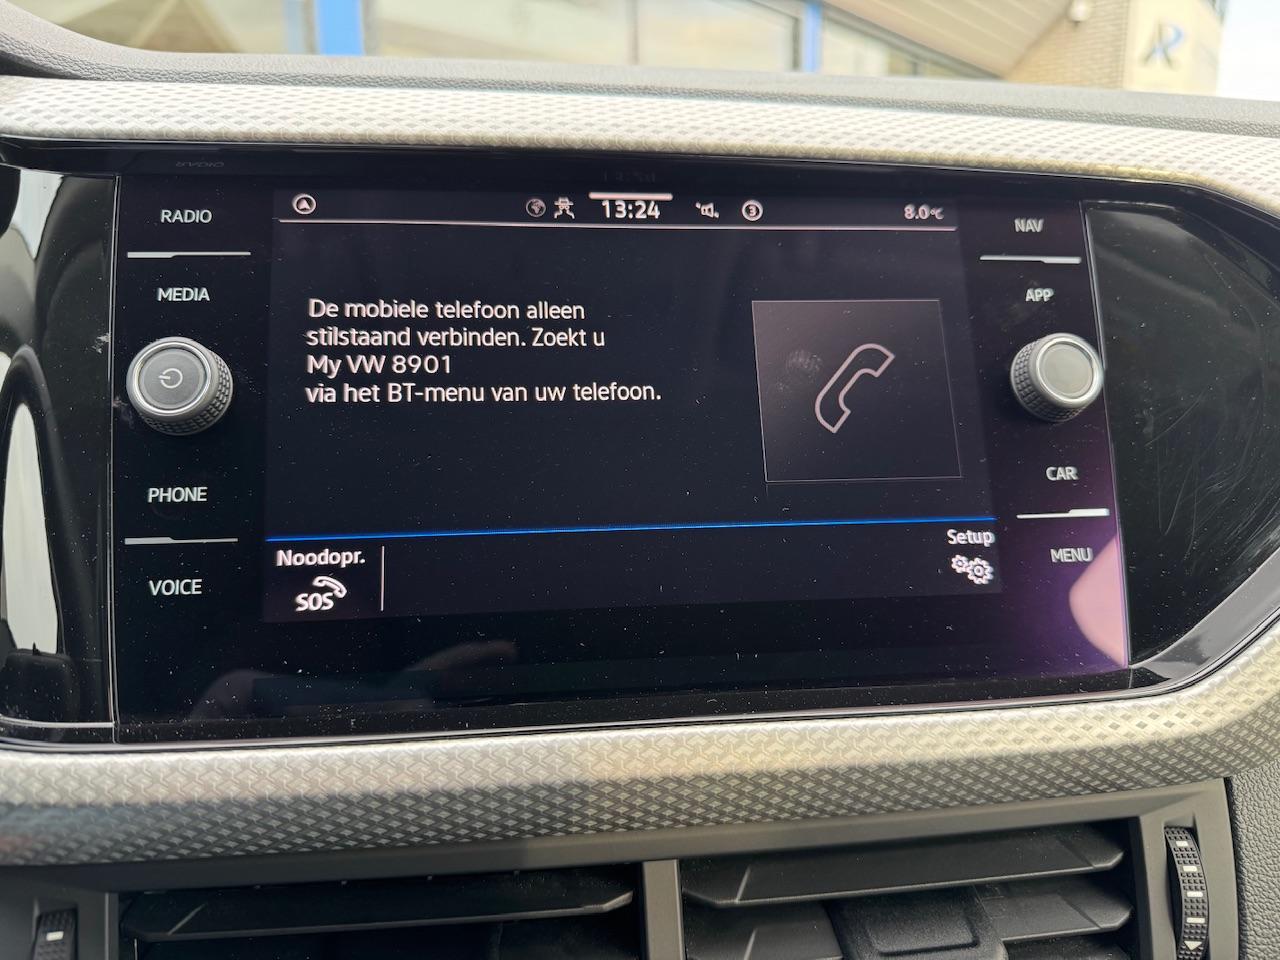 RADIO
MEDIA
PHONE
VOICE
13:24
3
8.0°C
De mobiele telefoon alleen
stilstaand verbinden. Zoekt u
My VW 8901
via het BT-menu van uw telefoon.
Noodopr.
SOS
Setup
NAV
APP
CAR
MENU